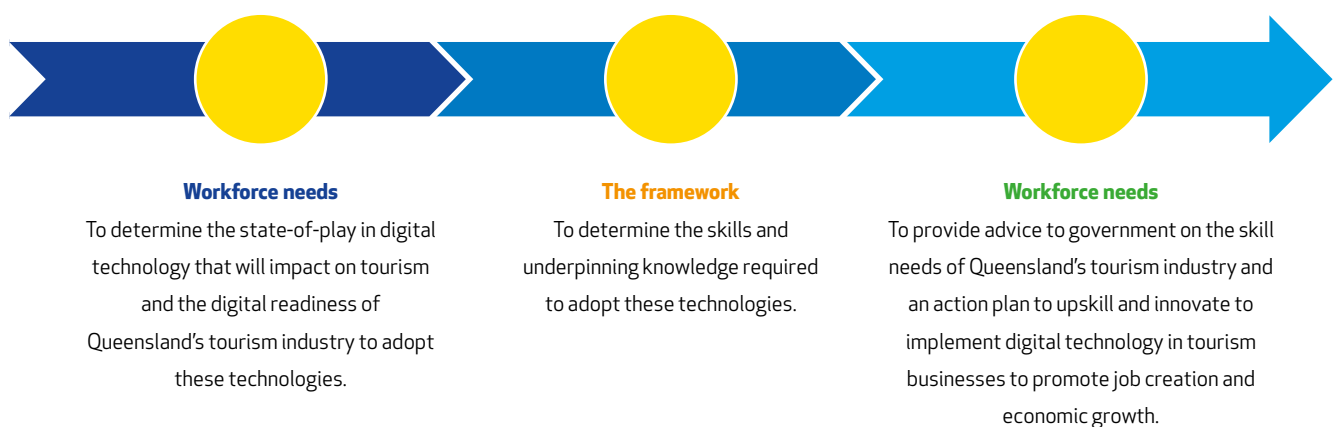 Workforce needs
To determine the state-of-play in digital
technology that will impact on tourism
and the digital readiness of
Queensland's tourism industry to adopt
these technologies.
The framework
To determine the skills and
underpinning knowledge required
to adopt these technologies.
Workforce needs
To provide advice to government on the skill
needs of Queensland's tourism industry and
an action plan to upskill and innovate to
implement digital technology in tourism
businesses to promote job creation and
economic growth.